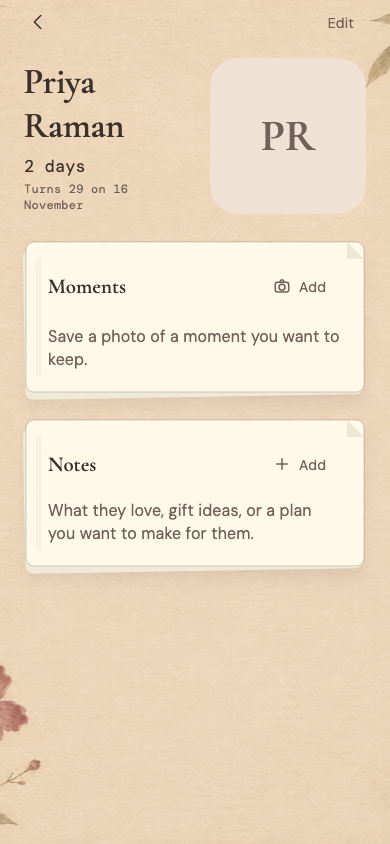 Edit
Priya
Raman
2 days
Turns 29 on 16
November
PR
Moments
Add
Save a photo of a moment you want to
keep.
Notes
Add
What they love, gift ideas, or a plan
you want to make for them.